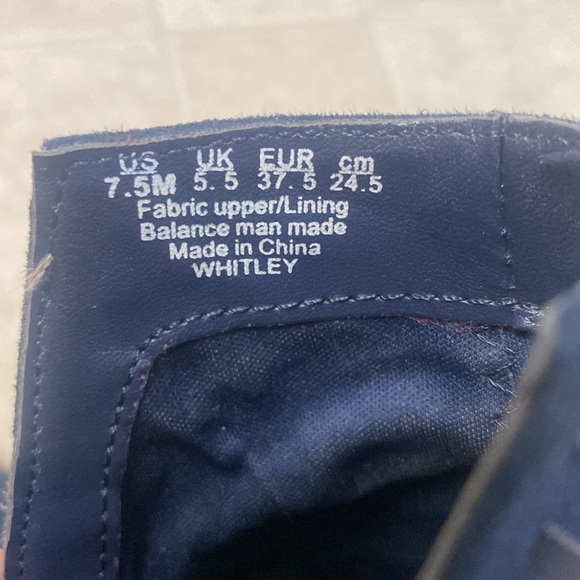 US UK EUR cm
7.5M 5.5 37.5 24.5
Fabric upper/Lining
Balance man made
Made in China
WHITLEY